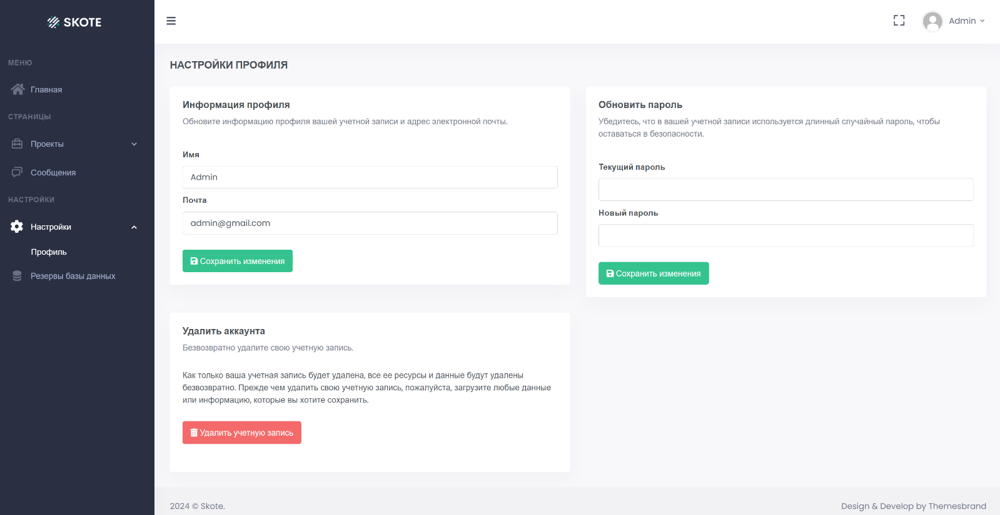 SKOTE
Admin
МЕНЮ
Главная
СТРАНИЦЫ
Проекты
Сообщения
НАСТРОЙКИ
Настройки
Профиль
Резервы базы данных
НАСТРОЙКИ ПРОФИЛЯ
Информация профиля
Обновите информацию профиля вашей учетной записи и адрес электронной почты.
Имя
Admin
Почта
admin@gmail.com
Сохранить изменения
Обновить пароль
Убедитесь, что в вашей учетной записи используется длинный случайный пароль, чтобы
оставаться в безопасности.
Текущий пароль
Новый пароль
Сохранить изменения
Удалить аккаунта
Безвозвратно удалите свою учетную запись.
Как только ваша учетная запись будет удалена, все ее ресурсы и данные будут удалены
безвозвратно. Прежде чем удалить свою учетную запись, пожалуйста, загрузите любые данные
или информацию, которые вы хотите сохранить.
Удалить учетную запись
2024 © Skote.
Design & Develop by Themesbrand